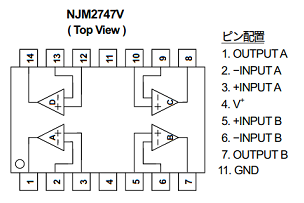 NJM2747V
( Top View )
14 13 12 11 10 9 8
D C
A B
1 2 3 4 5 6 7
ピン配置
1. OUTPUT A
2. −INPUT A
3. +INPUT A
4. V⁺
5. +INPUT B
6. −INPUT B
7. OUTPUT B
11. GND